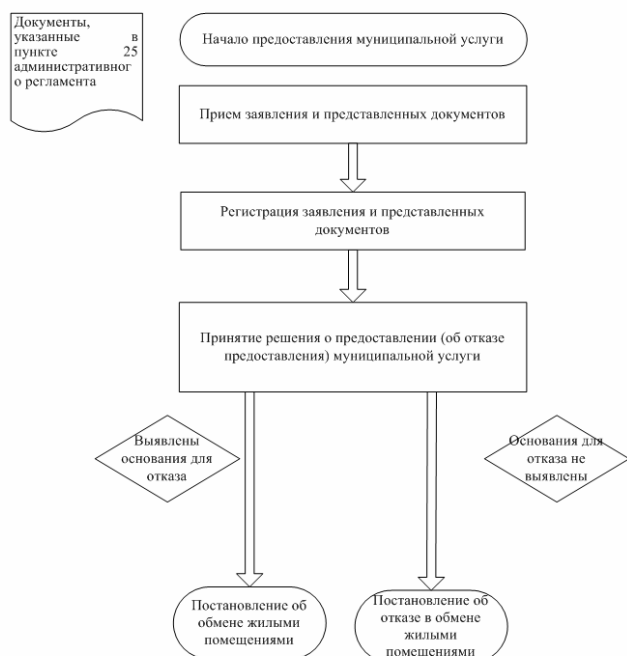 Документы,
указанные в
пункте 25
административног
о регламента
Начало предоставления муниципальной услуги
Прием заявления и представленных документов
Регистрация заявления и представленных
документов
Принятие решения о предоставлении (об отказе
предоставления) муниципальной услуги
Выявлены
основания для
отказа
Основания для
отказа не
выявлены
Постановление об
обмене жилыми
помещениями
Постановление об
отказе в обмене
жилыми
помещениями